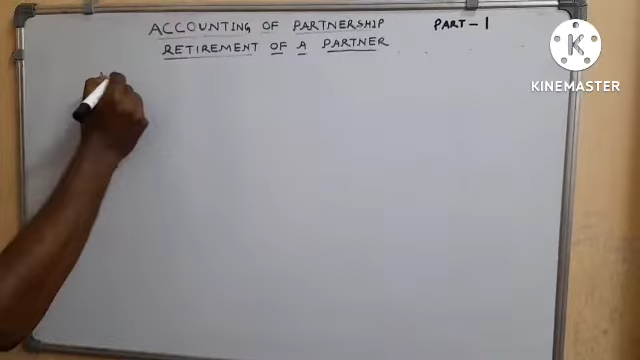 ACCOUNTING OF PARTNERSHIP PART-1
RETIREMENT OF A PARTNER
K
KINEMASTER